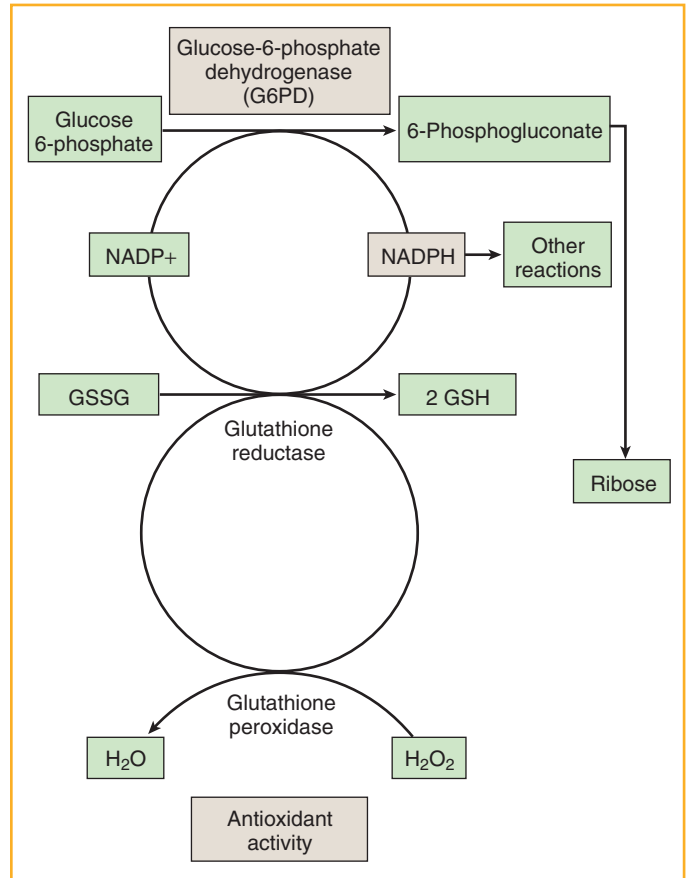 Glucose-6-phosphate
dehydrogenase
(G6PD)
Glucose
6-phosphate
6-Phosphogluconate
NADP+
NADPH
Other
reactions
GSSG
2 GSH
Glutathione
reductase
Ribose
Glutathione
peroxidase
H₂O
H₂O₂
Antioxidant
activity